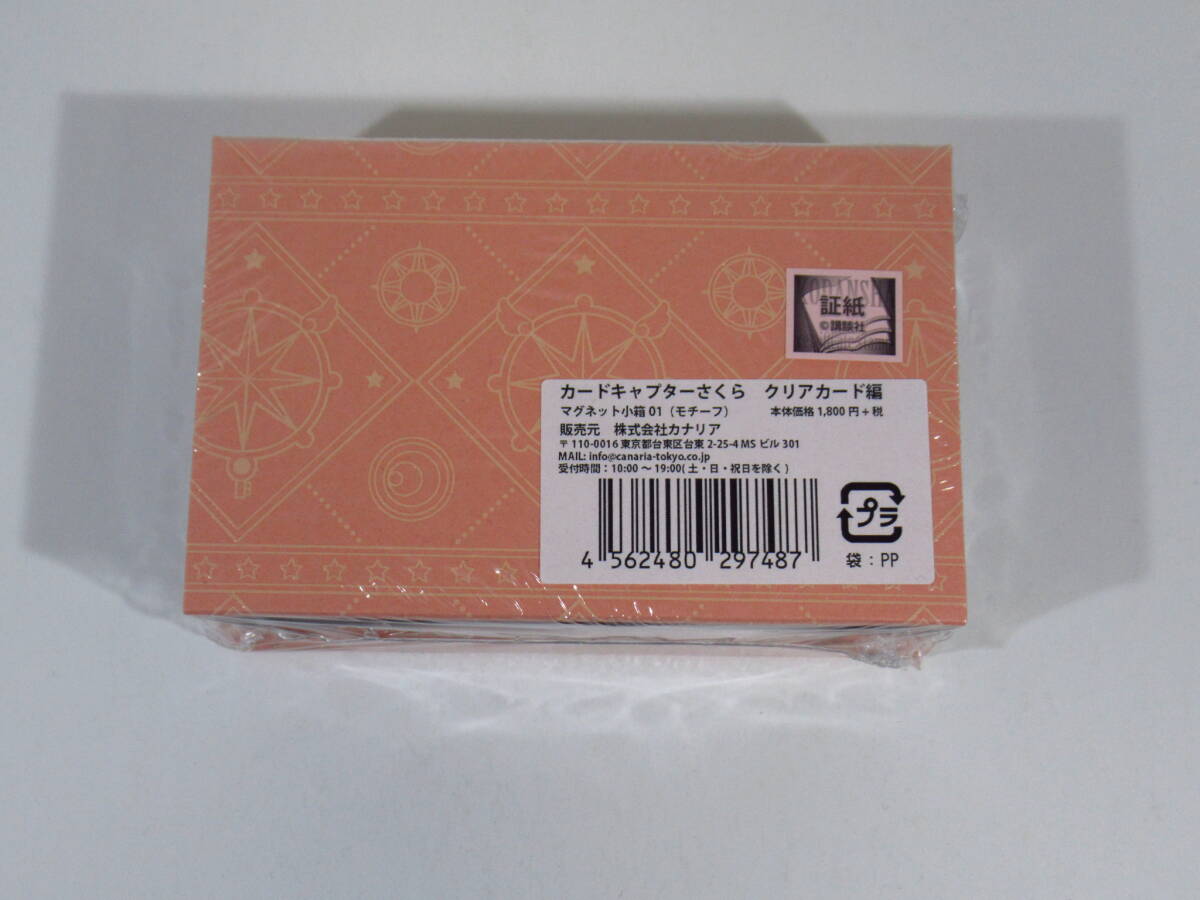 KODANSH
証紙
©講談社
カードキャプターさくら　クリアカード編
マグネット小箱 01（モチーフ）　本体価格 1,800 円 + 税
販売元　株式会社カナリア
〒110-0016 東京都台東区台東 2-25-4 MS ビル 301
MAIL: info@canaria-tokyo.co.jp
受付時間：10:00 ～ 19:00( 土・日・祝日を除く )
4 562480 297487
プラ
袋：PP